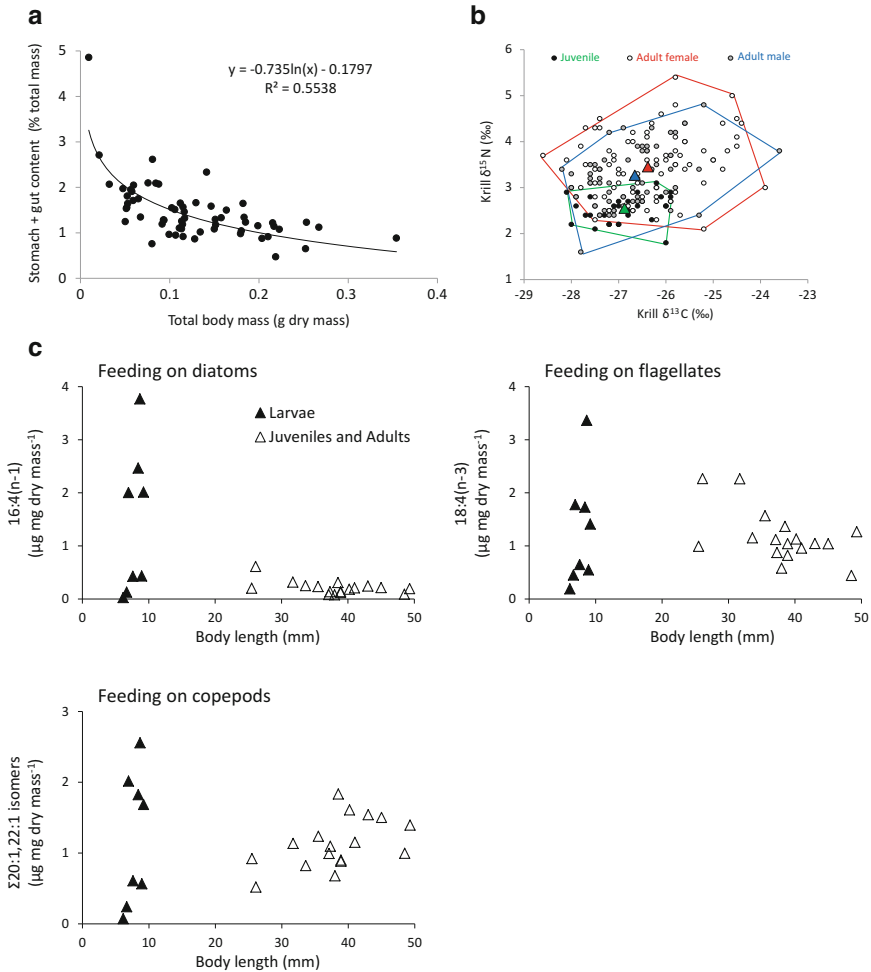 a
Stomach + gut content (% total mass)
5
4
3
2
1
0
y = -0.735ln(x) - 0.1797
R² = 0.5538
0
0.1
0.2
0.3
0.4
Total body mass (g dry mass)
b
Krill δ¹⁵N (‰)
6
5
4
3
2
1
Juvenile
Adult female
Adult male
-29
-28
-27
-26
-25
-24
-23
Krill δ¹³C (‰)
c
Feeding on diatoms
16:4(n-1)
(µg mg dry mass⁻¹)
4
3
2
1
0
Larvae
Juveniles and Adults
0
10
20
30
40
50
Body length (mm)
Feeding on flagellates
18:4(n-3)
(µg mg dry mass⁻¹)
4
3
2
1
0
0
10
20
30
40
50
Body length (mm)
Feeding on copepods
Σ20:1,22:1 isomers
(µg mg dry mass⁻¹)
3
2
1
0
0
10
20
30
40
50
Body length (mm)